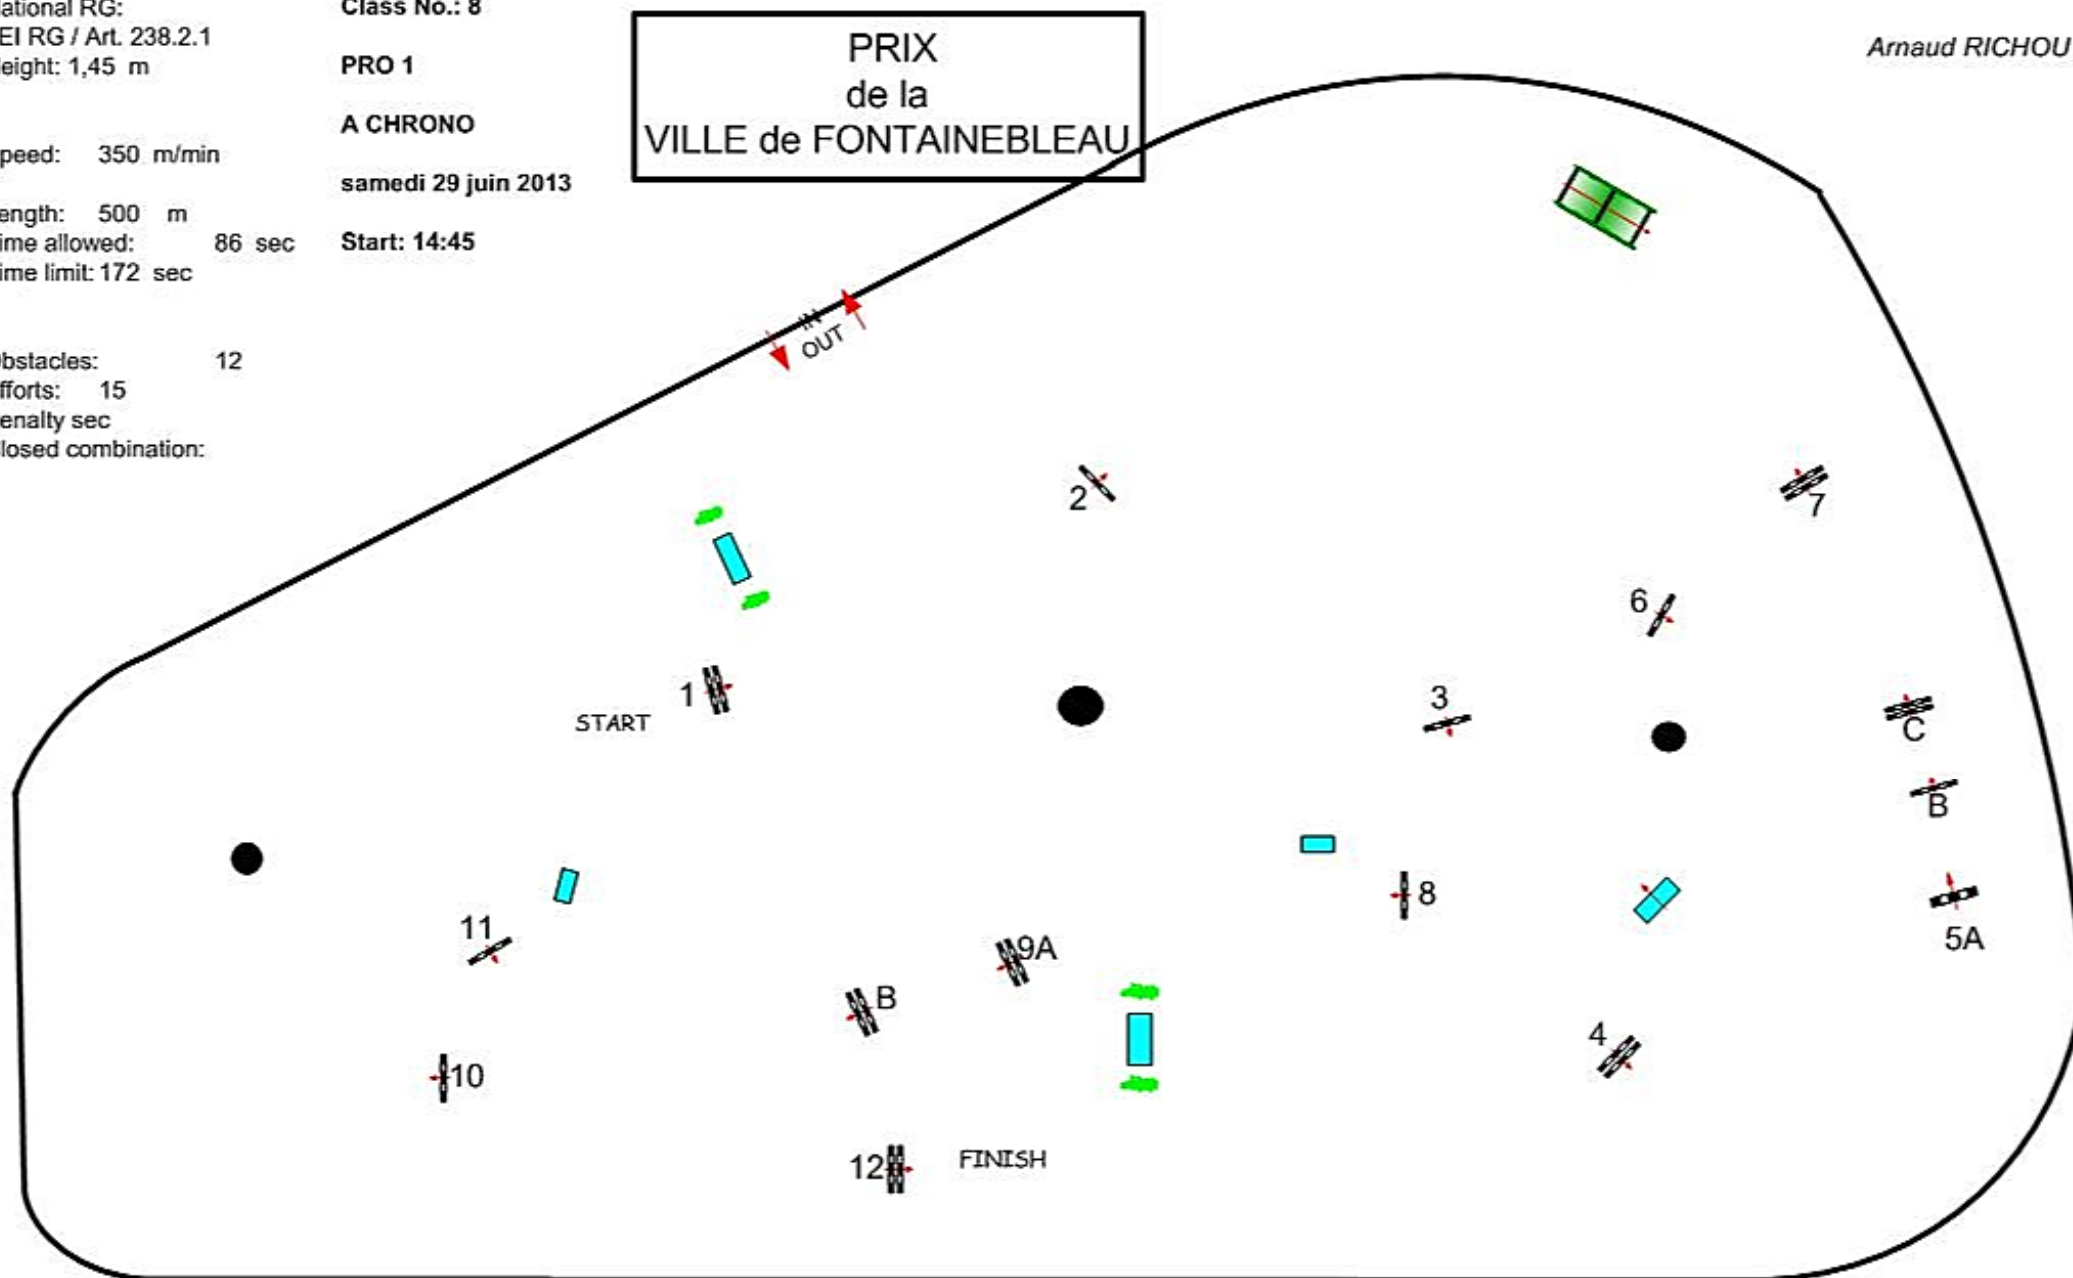 ational RG:
EI RG / Art. 238.2.1
eight: 1,45 m
peed: 350 m/min
ength: 500 m
ime allowed: 86 sec
ime limit: 172 sec
bstacles: 12
fforts: 15
enalty sec
losed combination:
Class No.: 8
PRO 1
A CHRONO
samedi 29 juin 2013
Start: 14:45
PRIX
de la
VILLE de FONTAINEBLEAU
Arnaud RICHOU
IN
OUT
2
7
6
1
START
3
C
B
8
11
9A
5A
B
4
10
12
FINISH